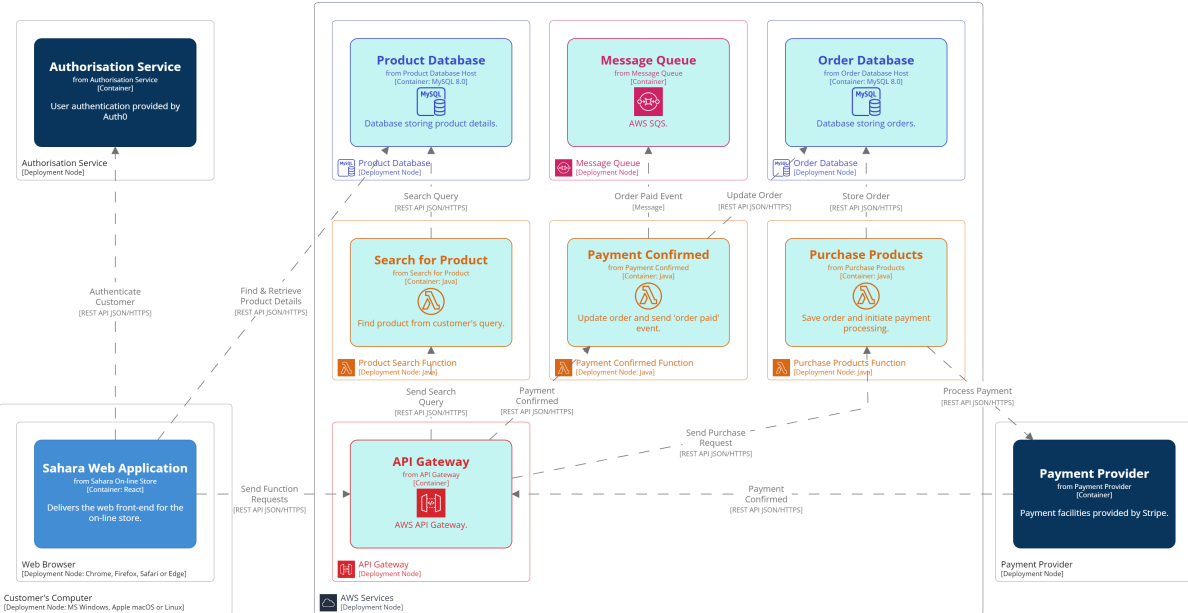 Authorisation Service
from Authorisation Service
[Container]
User authentication provided by
Auth0
Authorisation Service
[Deployment Node]
Product Database
from Product Database Host
[Container: MySQL 8.0]
MySQL
Database storing product details.
MySQL
Product Database
[Deployment Node]
Message Queue
from Message Queue
[Container]
AWS SQS.
Message Queue
[Deployment Node]
Order Database
from Order Database Host
[Container: MySQL 8.0]
MySQL
Database storing orders.
MySQL
Order Database
[Deployment Node]
Search Query
[REST API JSON/HTTPS]
Order Paid Event
[Message]
Update Order
[REST API JSON/HTTPS]
Store Order
[REST API JSON/HTTPS]
Search for Product
from Search for Product
[Container: Java]
Find product from customer's query.
Product Search Function
[Deployment Node: Java]
Payment Confirmed
from Payment Confirmed
[Container: Java]
Update order and send 'order paid'
event.
Payment Confirmed Function
[Deployment Node: Java]
Purchase Products
from Purchase Products
[Container: Java]
Save order and initiate payment
processing.
Purchase Products Function
[Deployment Node: Java]
Authenticate
Customer
[REST API JSON/HTTPS]
Find & Retrieve
Product Details
[REST API JSON/HTTPS]
Send Search
Query
[REST API JSON/HTTPS]
Payment
Confirmed
[REST API JSON/HTTPS]
Process Payment
[REST API JSON/HTTPS]
Send Purchase
Request
[REST API JSON/HTTPS]
Sahara Web Application
from Sahara On-line Store
[Container: React]
Delivers the web front-end for the
on-line store.
Web Browser
[Deployment Node: Chrome, Firefox, Safari or Edge]
Customer's Computer
[Deployment Node: MS Windows, Apple macOS or Linux]
Send Function
Requests
[REST API JSON/HTTPS]
API Gateway
from API Gateway
[Container]
AWS API Gateway.
API Gateway
[Deployment Node]
AWS Services
[Deployment Node]
Payment
Confirmed
[REST API JSON/HTTPS]
Payment Provider
from Payment Provider
[Container]
Payment facilities provided by Stripe.
Payment Provider
[Deployment Node]